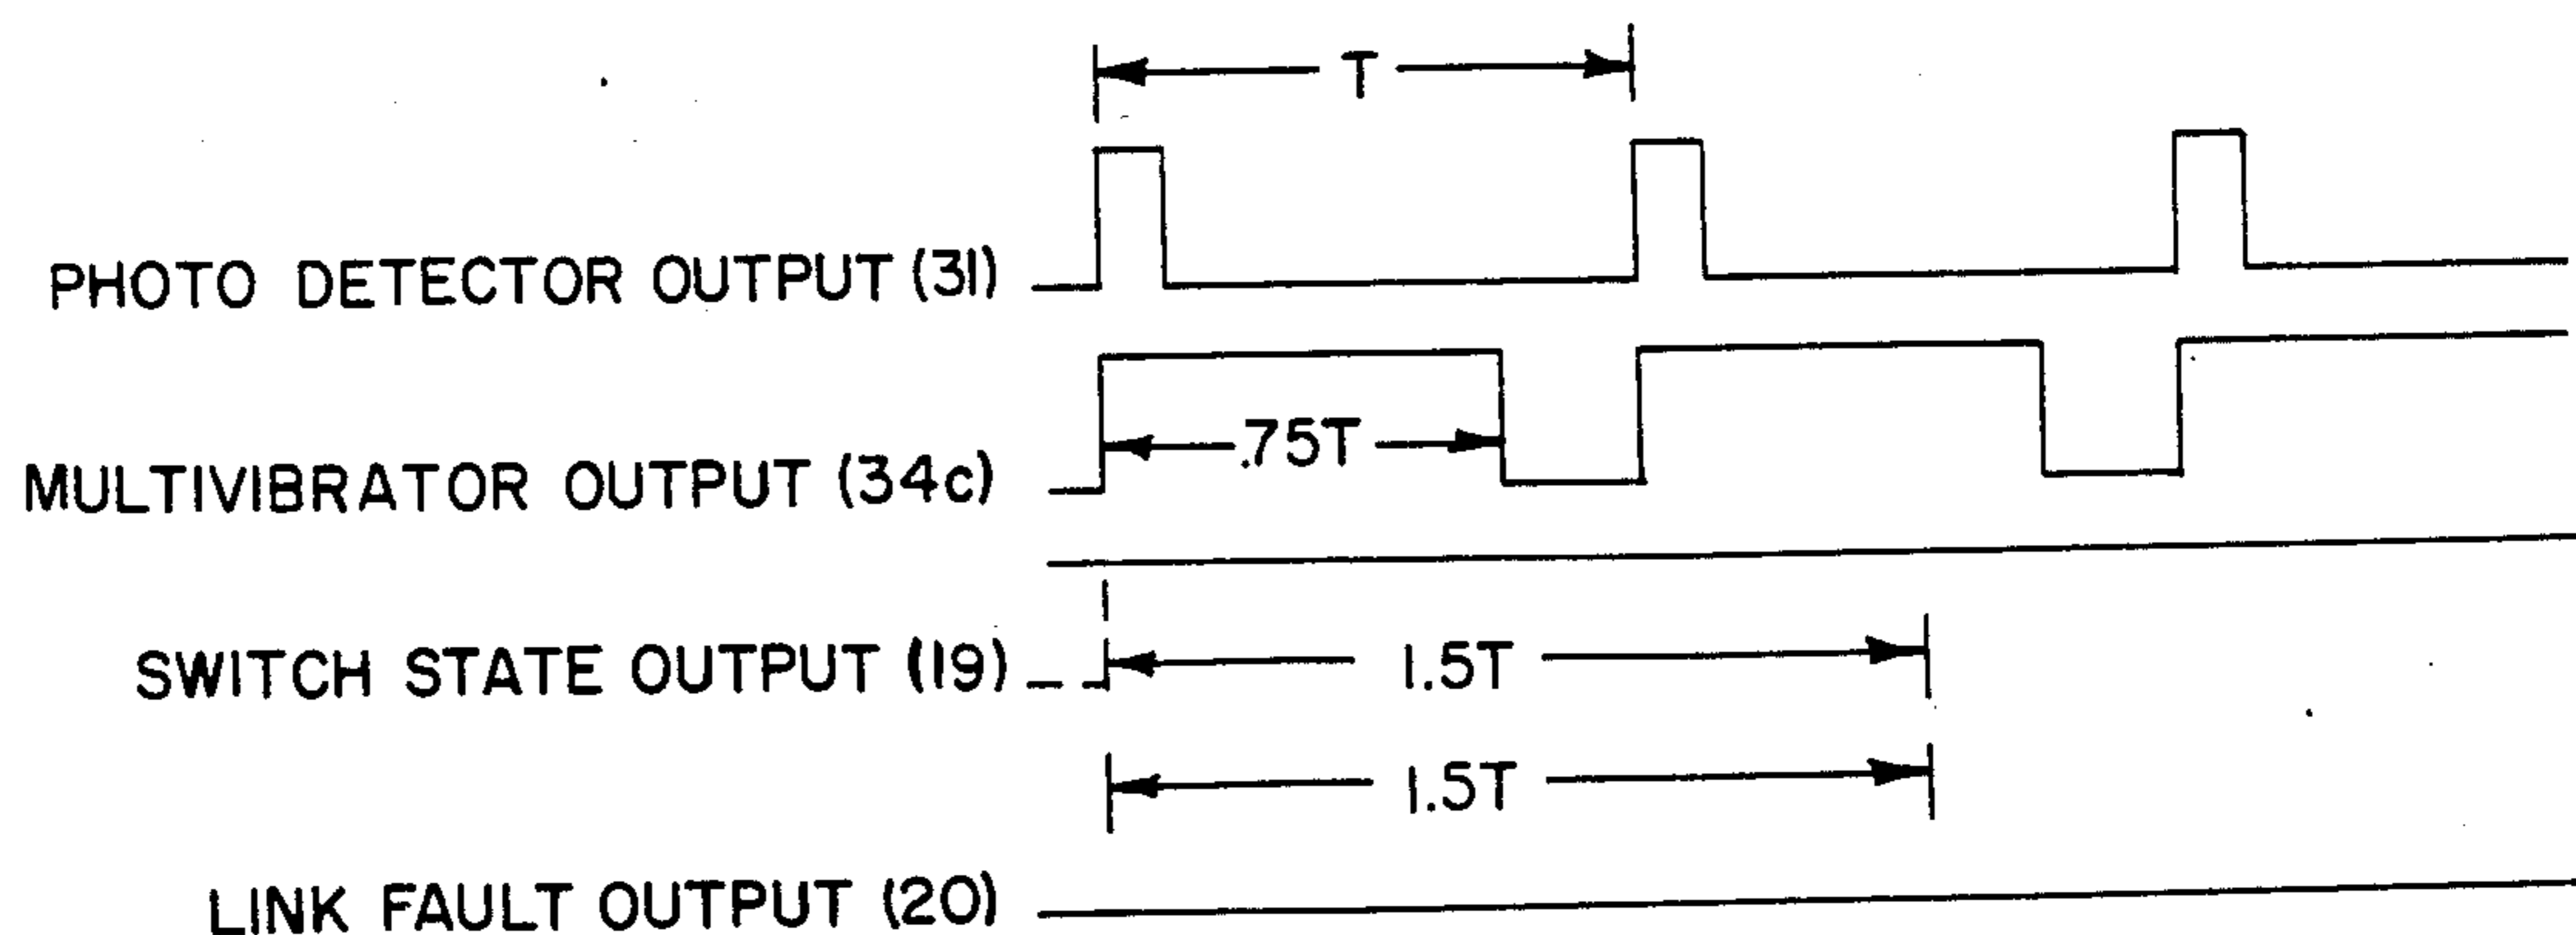 T
PHOTO DETECTOR OUTPUT (31)
.75T
MULTIVIBRATOR OUTPUT (34c)
SWITCH STATE OUTPUT (19)
1.5T
1.5T
LINK FAULT OUTPUT (20)